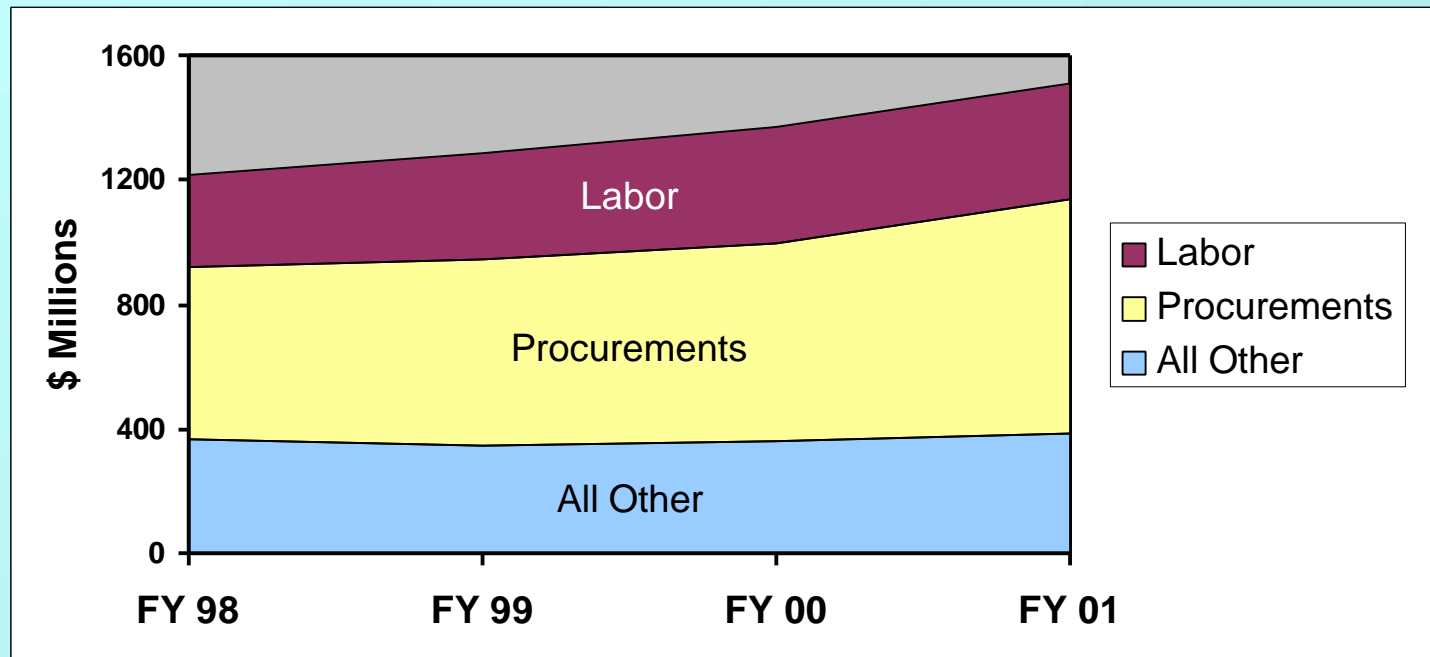 1600
1200
800
400
0
$ Millions
Labor
Procurements
All Other
FY 98
FY 99
FY 00
FY 01
Labor
Procurements
All Other